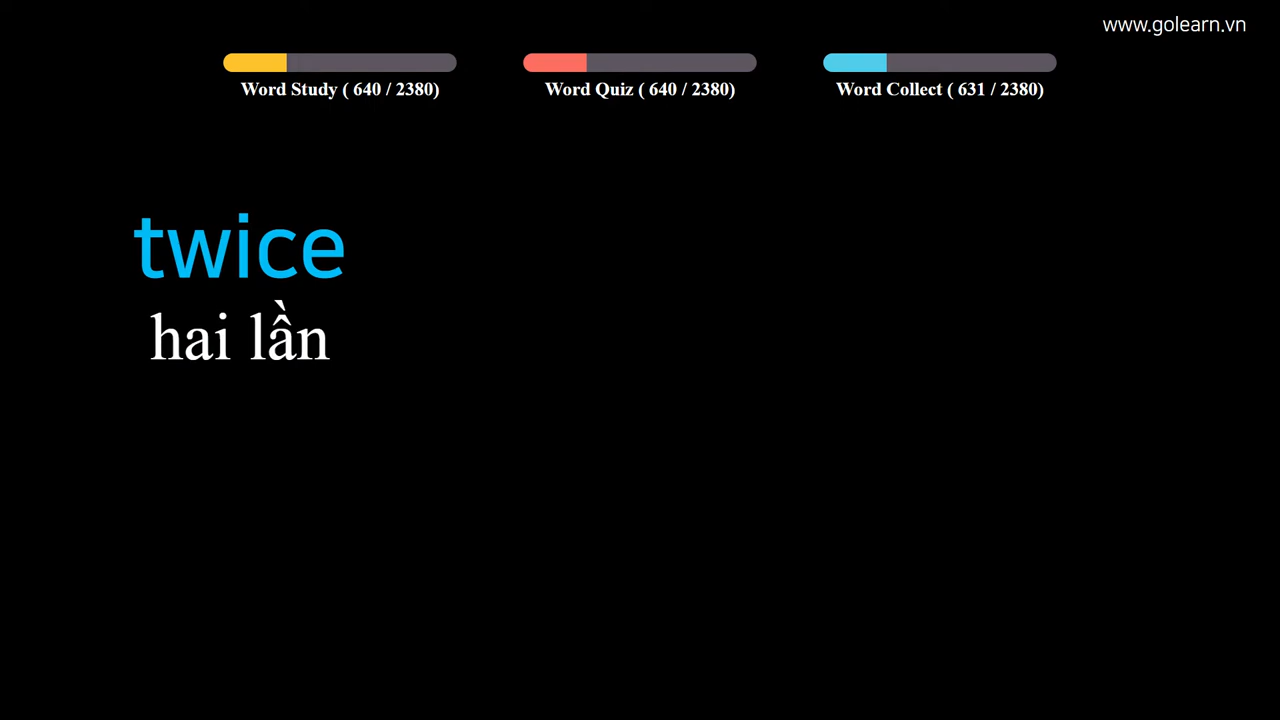 www.golearn.vn
Word Study ( 640 / 2380)
Word Quiz ( 640 / 2380)
Word Collect ( 631 / 2380)
twice
hai lần